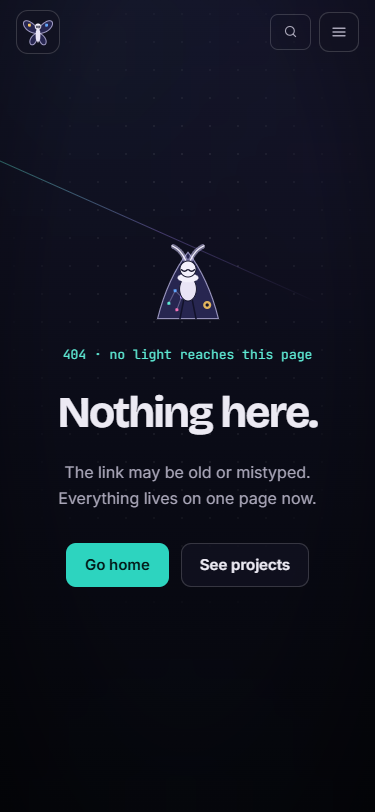 404 · no light reaches this page
Nothing here.
The link may be old or mistyped.
Everything lives on one page now.
Go home
See projects